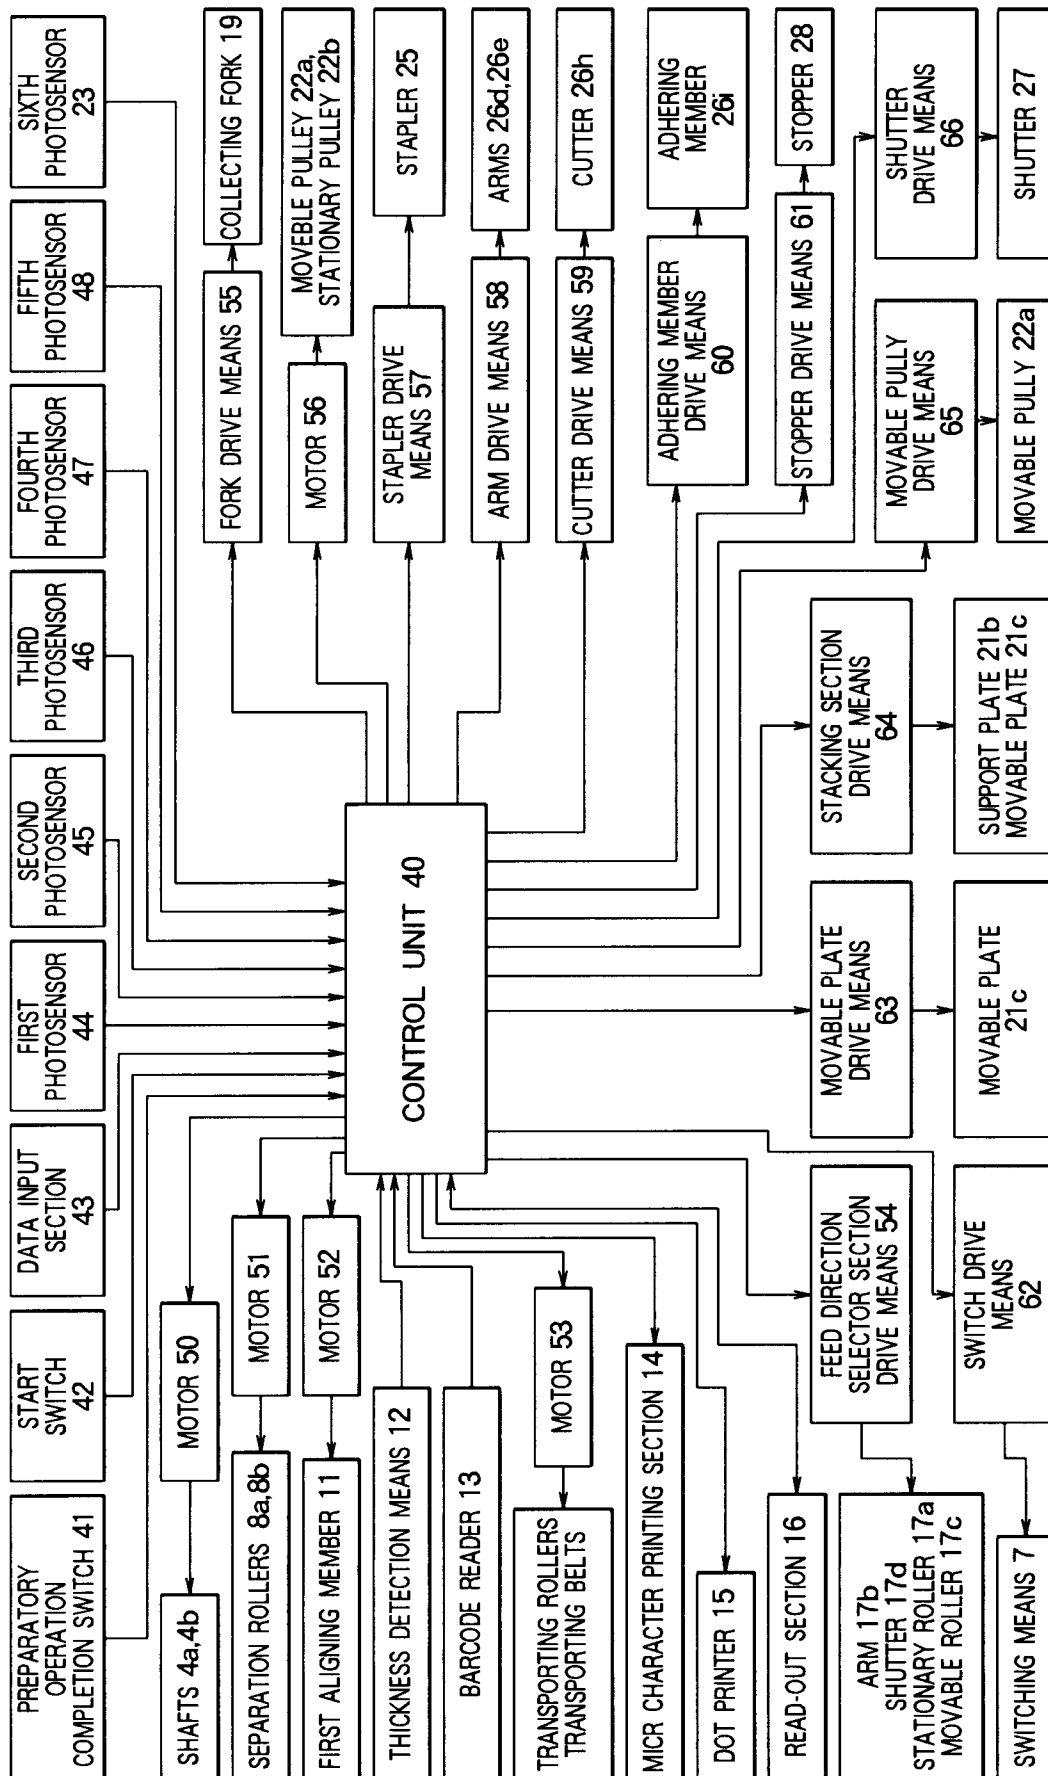 PREPARATORY
OPERATION
COMPLETION SWITCH 41
START
SWITCH
42
DATA INPUT
SECTION
43
FIRST
PHOTOSENSOR
44
SECOND
PHOTOSENSOR
45
THIRD
PHOTOSENSOR
46
FOURTH
PHOTOSENSOR
47
FIFTH
PHOTOSENSOR
48
SIXTH
PHOTOSENSOR
23
SHAFTS 4a,4b
MOTOR 50
SEPARATION ROLLERS 8a,8b
MOTOR 51
FIRST ALIGNING MEMBER 11
MOTOR 52
THICKNESS DETECTION MEANS 12
BARCODE READER 13
TRANSPORTING ROLLERS
TRANSPORTING BELTS
MOTOR 53
MICR CHARACTER PRINTING SECTION 14
DOT PRINTER 15
READ-OUT SECTION 16
ARM 17b
SHUTTER 17d
STATIONARY ROLLER 17a
MOVABLE ROLLER 17c
FEED DIRECTION
SELECTOR SECTION
DRIVE MEANS 54
SWITCHING MEANS 7
SWITCH DRIVE
MEANS
62
CONTROL UNIT 40
FORK DRIVE MEANS 55
COLLECTING FORK 19
MOTOR 56
MOVEBLE PULLEY 22a,
STATIONARY PULLEY 22b
STAPLER DRIVE
MEANS 57
STAPLER 25
ARM DRIVE MEANS 58
ARMS 26d,26e
CUTTER DRIVE MEANS 59
CUTTER 26h
ADHERING MEMBER
DRIVE MEANS
60
ADHERING
MEMBER
26i
STOPPER DRIVE MEANS 61
STOPPER 28
MOVABLE PLATE
DRIVE MEANS
63
MOVABLE PLATE
21c
STACKING SECTION
DRIVE MEANS
64
SUPPORT PLATE 21b
MOVABLE PLATE 21c
MOVABLE PULLY
DRIVE MEANS
65
MOVABLE PULLY 22a
SHUTTER
DRIVE MEANS
66
SHUTTER 27